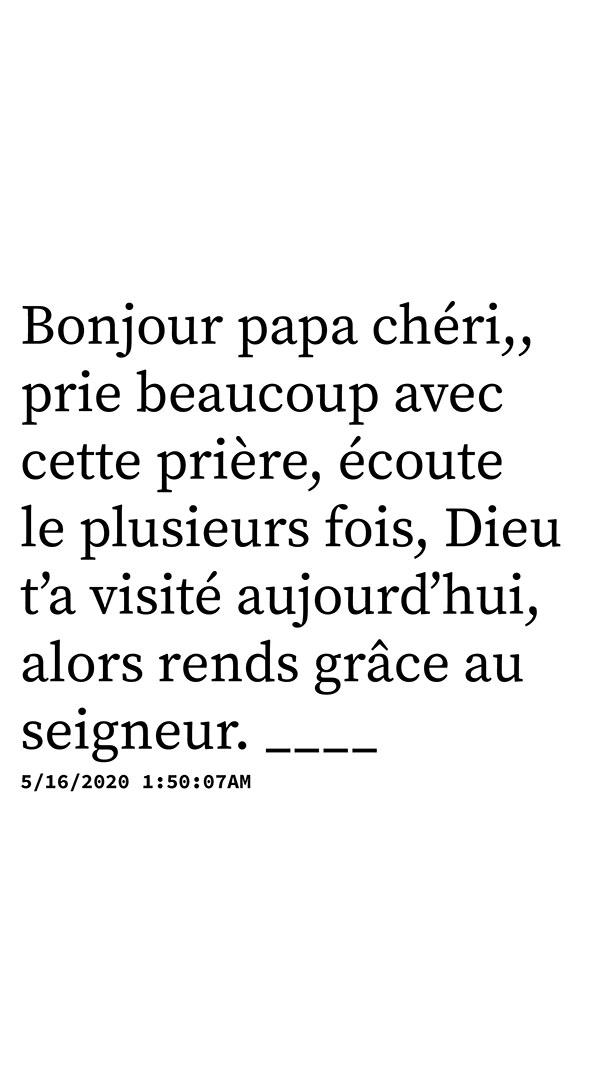 Bonjour papa chéri,,
prie beaucoup avec
cette prière, écoute
le plusieurs fois, Dieu
t’a visité aujourd’hui,
alors rends grâce au
seigneur. ____
5/16/2020 1:50:07AM